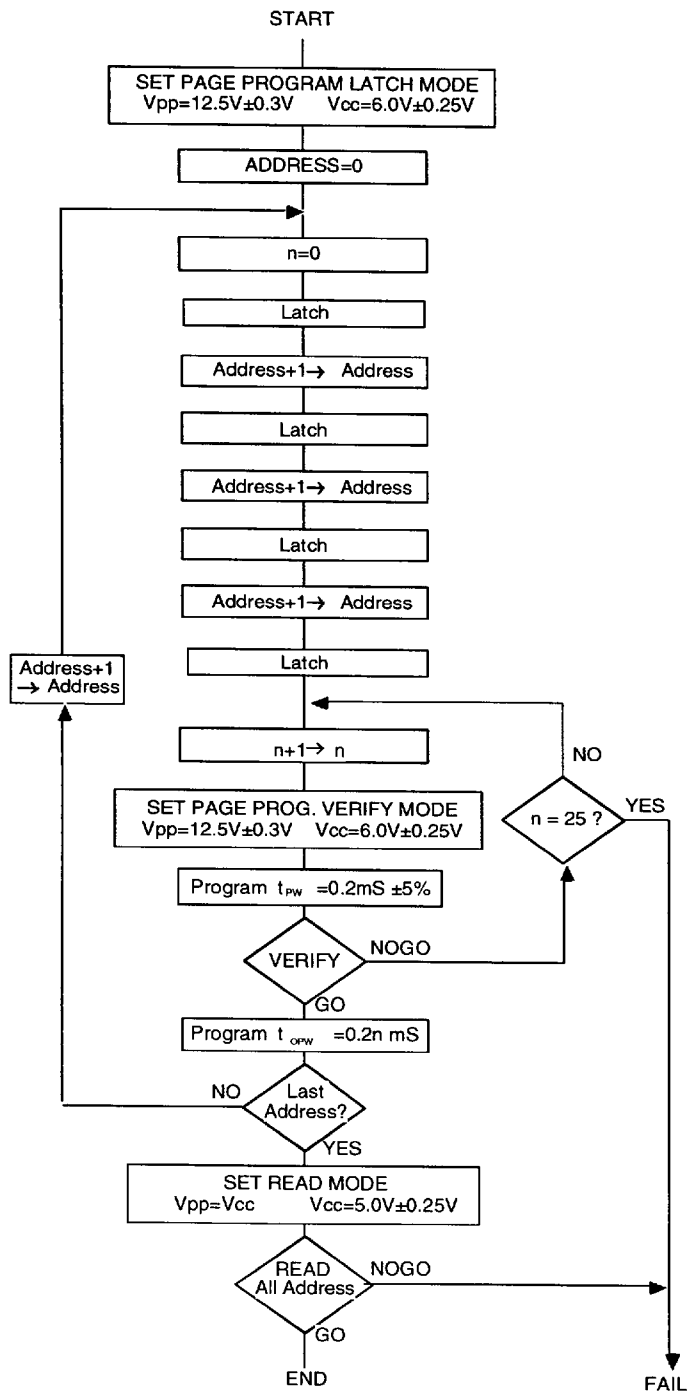 START
SET PAGE PROGRAM LATCH MODE
Vpp=12.5V±0.3V Vcc=6.0V±0.25V
ADDRESS=0
n=0
Latch
Address+1→ Address
Latch
Address+1→ Address
Latch
Address+1→ Address
Latch
Address+1
→ Address
n+1→ n
NO
SET PAGE PROG. VERIFY MODE
Vpp=12.5V±0.3V Vcc=6.0V±0.25V
n = 25 ?
YES
Program tPW =0.2mS ±5%
VERIFY
NOGO
GO
Program t OPW =0.2n mS
NO
Last
Address?
YES
SET READ MODE
Vpp=Vcc Vcc=5.0V±0.25V
READ
All Address
NOGO
GO
END
FAIL